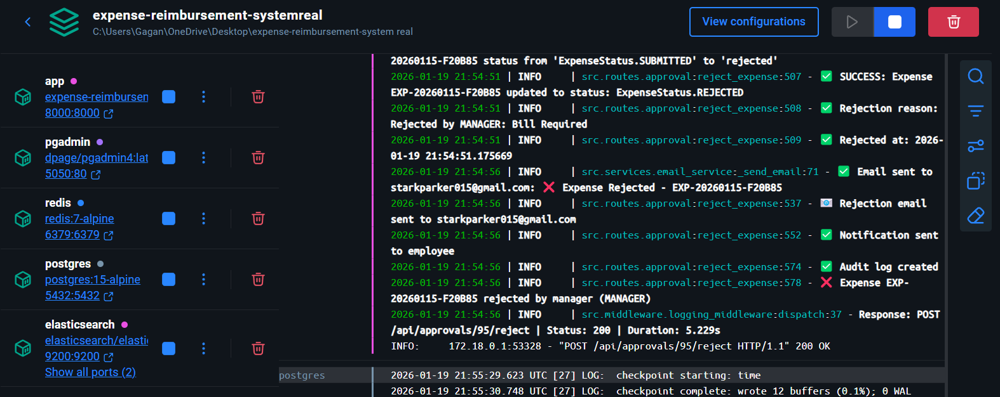 expense-reimbursement-systemreal
C:\Users\Gagan\OneDrive\Desktop\expense-reimbursement-system real
View configurations
app
expense-reimbursen
8000:8000
pgadmin
dpage/pgadmin4:lat
5050:80
redis
redis:7-alpine
6379:6379
postgres
postgres:15-alpine
5432:5432
elasticsearch
elasticsearch/elastic
9200:9200
Show all ports (2)
20260115-F20B85 status from 'ExpenseStatus.SUBMITTED' to 'rejected'
2026-01-19 21:54:51 | INFO     | src.routes.approval:reject_expense:507 - ✅ SUCCESS: Expense
EXP-20260115-F20B85 updated to status: ExpenseStatus.REJECTED
2026-01-19 21:54:51 | INFO     | src.routes.approval:reject_expense:508 - ✅ Rejection reason:
Rejected by MANAGER: Bill Required
2026-01-19 21:54:51 | INFO     | src.routes.approval:reject_expense:509 - ✅ Rejected at: 2026-
01-19 21:54:51.175669
2026-01-19 21:54:56 | INFO     | src.services.email_service:_send_email:71 - ✅ Email sent to
starkparker015@gmail.com: ❌ Expense Rejected - EXP-20260115-F20B85
2026-01-19 21:54:56 | INFO     | src.routes.approval:reject_expense:537 - 📧 Rejection email
sent to starkparker015@gmail.com
2026-01-19 21:54:56 | INFO     | src.routes.approval:reject_expense:552 - ✅ Notification sent
to employee
2026-01-19 21:54:56 | INFO     | src.routes.approval:reject_expense:574 - ✅ Audit log created
2026-01-19 21:54:56 | INFO     | src.routes.approval:reject_expense:578 - ❌ Expense EXP-
20260115-F20B85 rejected by manager (MANAGER)
2026-01-19 21:54:56 | INFO     | src.middleware.logging_middleware:dispatch:37 - Response: POST
/api/approvals/95/reject | Status: 200 | Duration: 5.229s
INFO:     172.18.0.1:53328 - "POST /api/approvals/95/reject HTTP/1.1" 200 OK
postgres 2026-01-19 21:55:29.623 UTC [27] LOG:  checkpoint starting: time
2026-01-19 21:55:30.748 UTC [27] LOG:  checkpoint complete: wrote 12 buffers (0.1%); 0 WAL